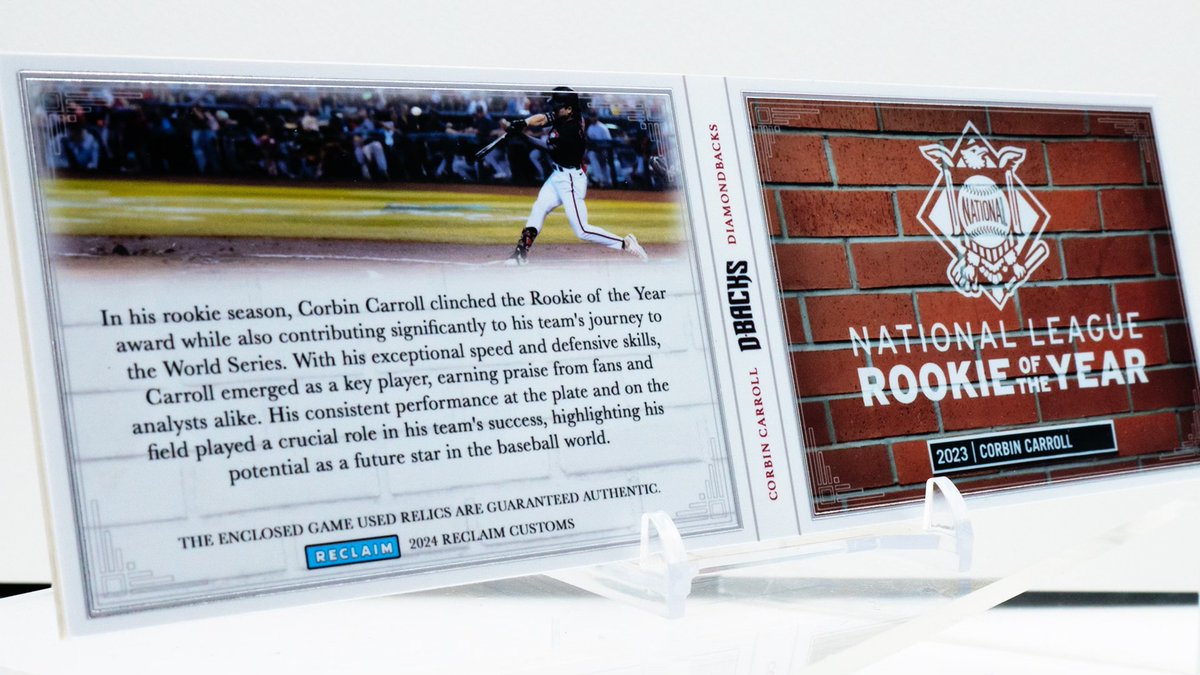 In his rookie season, Corbin Carroll clinched the Rookie of the Year
award while also contributing significantly to his team's journey to
the World Series. With his exceptional speed and defensive skills,
Carroll emerged as a key player, earning praise from fans and
analysts alike. His consistent performance at the plate and on the
field played a crucial role in his team's success, highlighting his
potential as a future star in the baseball world.
THE ENCLOSED GAME USED RELICS ARE GUARANTEED AUTHENTIC.
RECLAIM 2024 RECLAIM CUSTOMS
CORBIN CARROLL D-BACKS DIAMONDBACKS
NATIONAL
NATIONAL LEAGUE
ROOKIE OF THE YEAR
2023 | CORBIN CARROLL